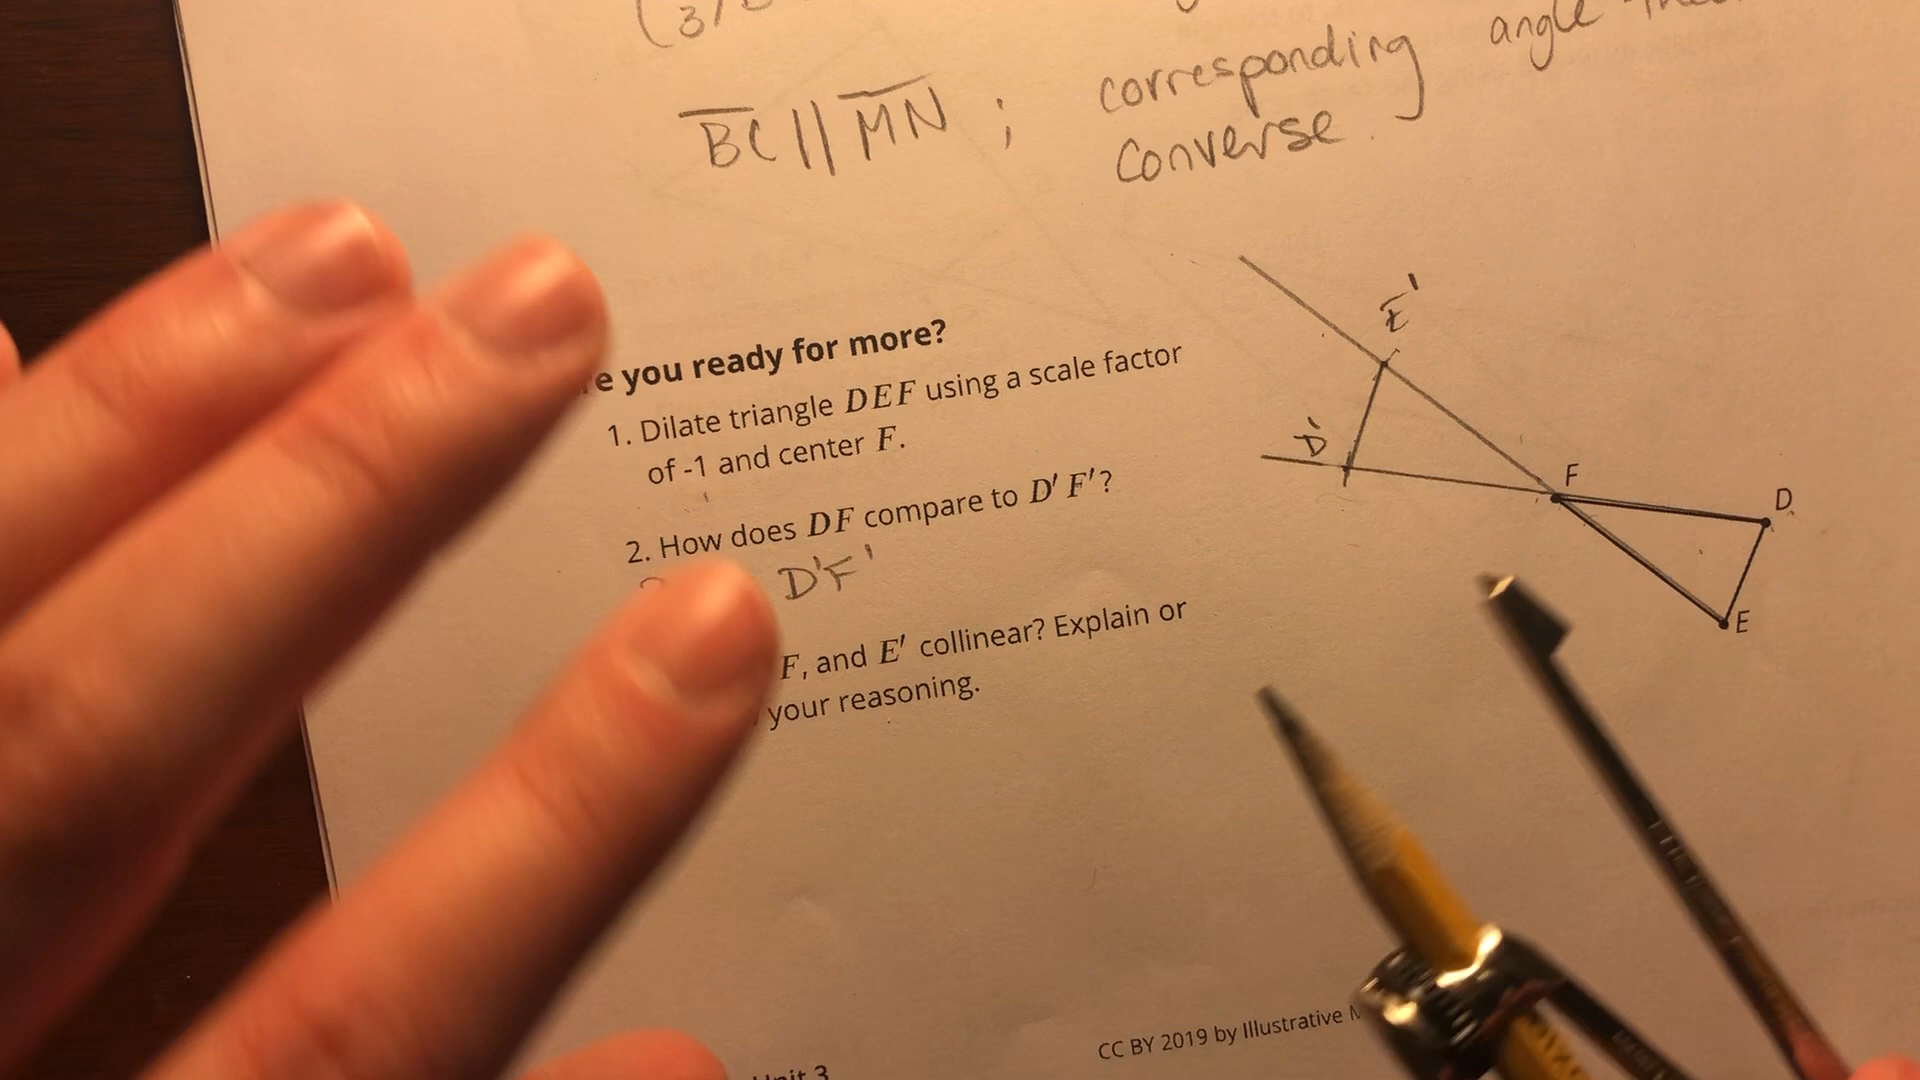 (3/
BC || MN ; corresponding angle
converse.
e you ready for more?
1. Dilate triangle DEF using a scale factor
of -1 and center F.
2. How does DF compare to D′F′?
D'F'
F, and E′ collinear? Explain or
your reasoning.
E'
D'
F
D
E
CC BY 2019 by Illustrative
Unit 3